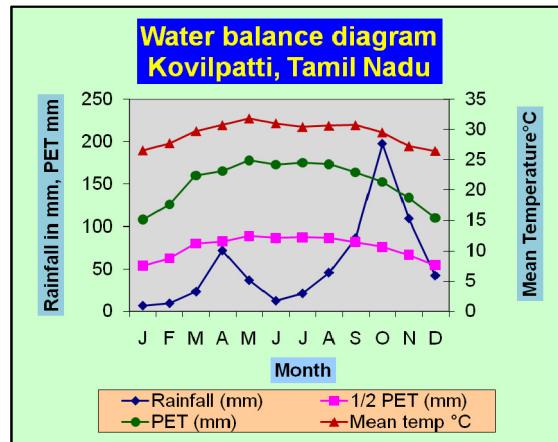 Water balance diagram
Kovilpatti, Tamil Nadu
Rainfall in mm, PET mm
250
200
150
100
50
0
35
30
25
20
15
10
5
0
Mean Temperature°C
J F M A M J J A S O N D
Month
Rainfall (mm) 1/2 PET (mm)
PET (mm) Mean temp °C